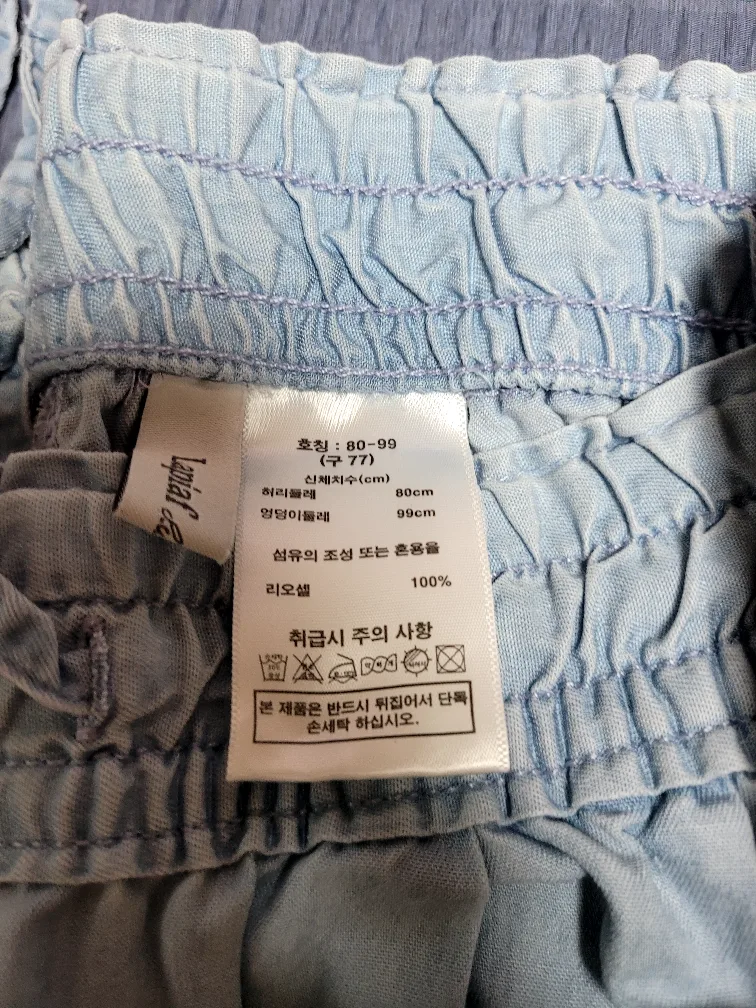 호칭 : 80-99
(구 77)
신체치수(cm)
허리둘레 80cm
엉덩이둘레 99cm
섬유의 조성 또는 혼용율
리오셀 100%
취급시 주의 사항
본 제품은 반드시 뒤집어서 단독
손세탁 하십시오.